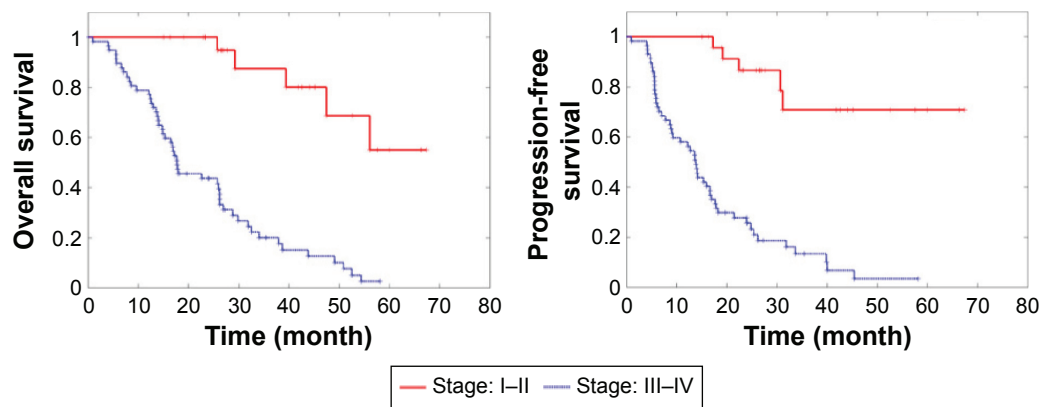 Overall survival
1
0.8
0.6
0.4
0.2
0
0 10 20 30 40 50 60 70 80
Time (month)
Progression-free
survival
1
0.8
0.6
0.4
0.2
0
0 10 20 30 40 50 60 70 80
Time (month)
Stage: I–II Stage: III–IV